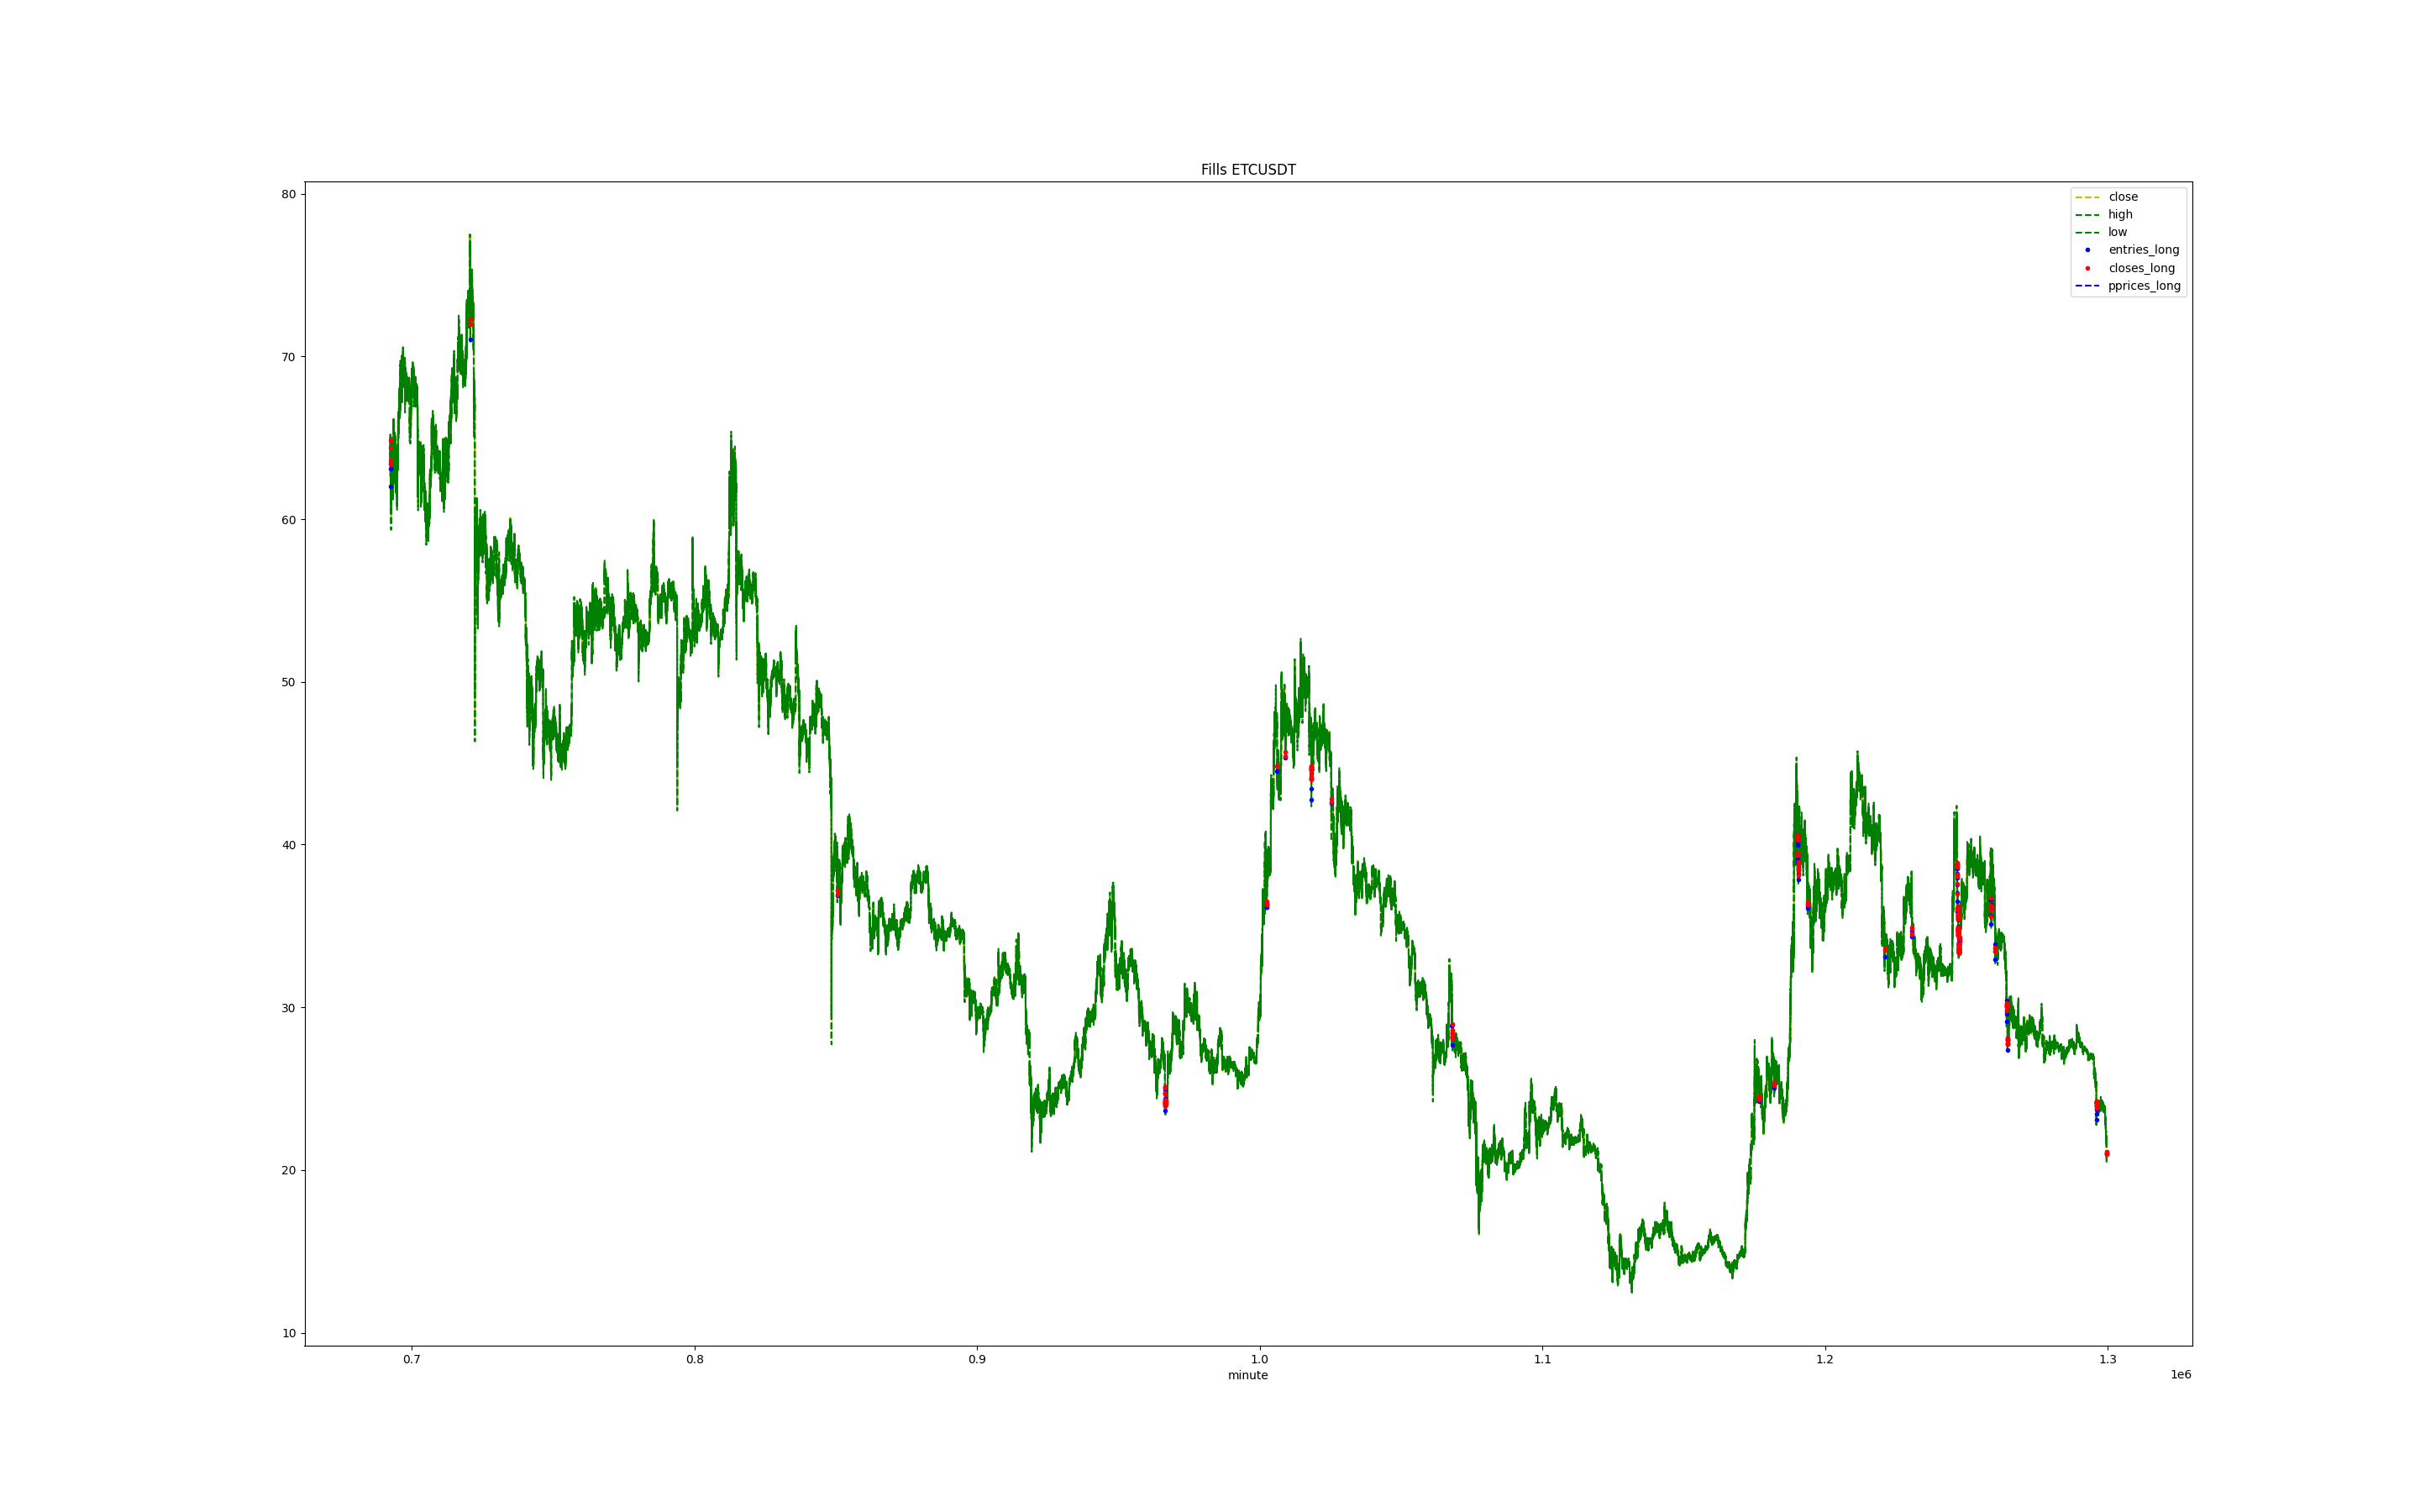 Fills ETCUSDT
close
high
low
entries_long
closes_long
pprices_long
80
70
60
50
40
30
20
10
0.7 0.8 0.9 1.0 1.1 1.2 1.3
minute
1e6